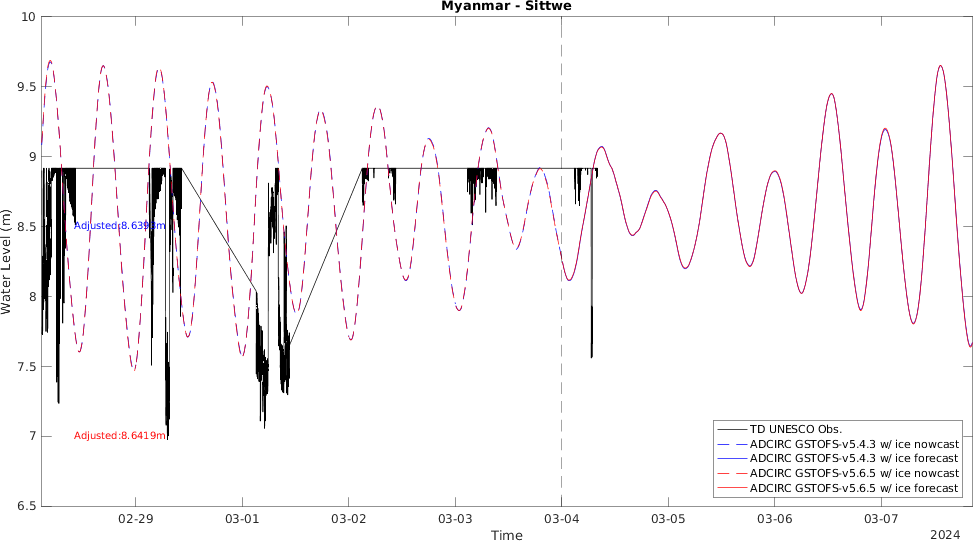 Myanmar - Sittwe
10
9.5
9
8.5
8
7.5
7
6.5
Water Level (m)
Adjusted:8.6419m
02-29
03-01
03-02
03-03
03-04
03-05
03-06
03-07
Time
2024
TD UNESCO Obs.
ADCIRC GSTOFS-v5.4.3 w/ ice nowcast
ADCIRC GSTOFS-v5.4.3 w/ ice forecast
ADCIRC GSTOFS-v5.6.5 w/ ice nowcast
ADCIRC GSTOFS-v5.6.5 w/ ice forecast